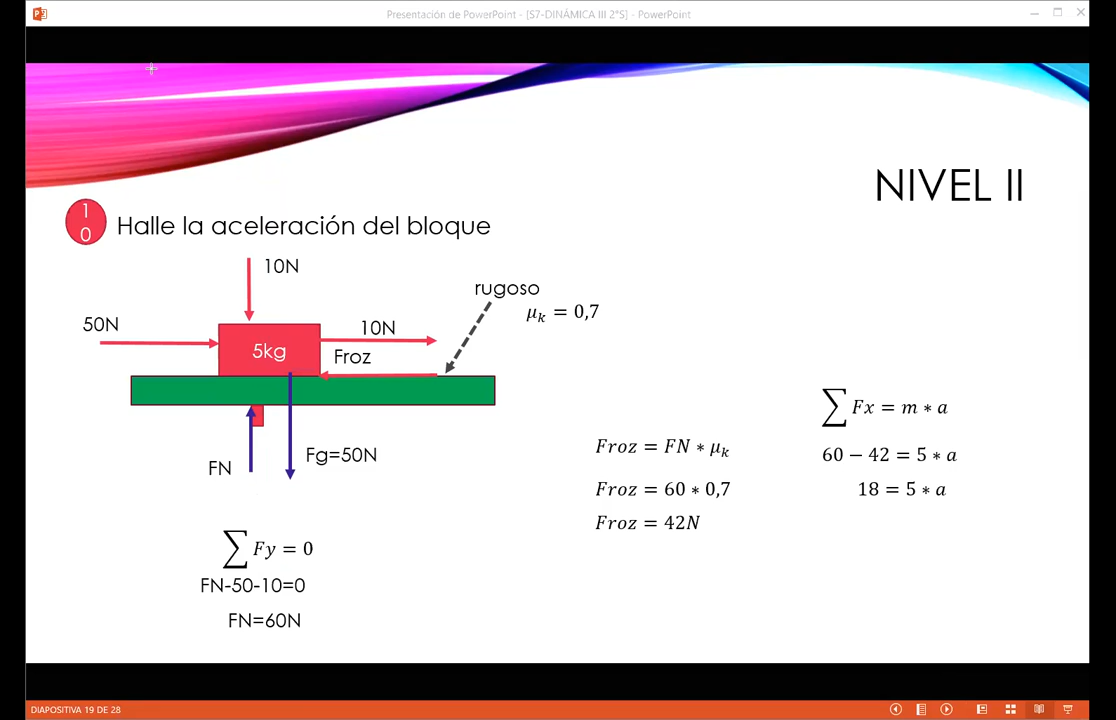 Presentación de PowerPoint - [S7-DINÁMICA III 2°S] - PowerPoint
NIVEL II
1
0
Halle la aceleración del bloque
10N
rugoso
μk = 0,7
50N
10N
5kg
Froz
FN
Fg=50N
∑ Fy = 0
FN-50-10=0
FN=60N
Froz = FN ∗ μk
Froz = 60 ∗ 0,7
Froz = 42N
∑ Fx = m ∗ a
60 − 42 = 5 ∗ a
18 = 5 ∗ a
DIAPOSITIVA 19 DE 28